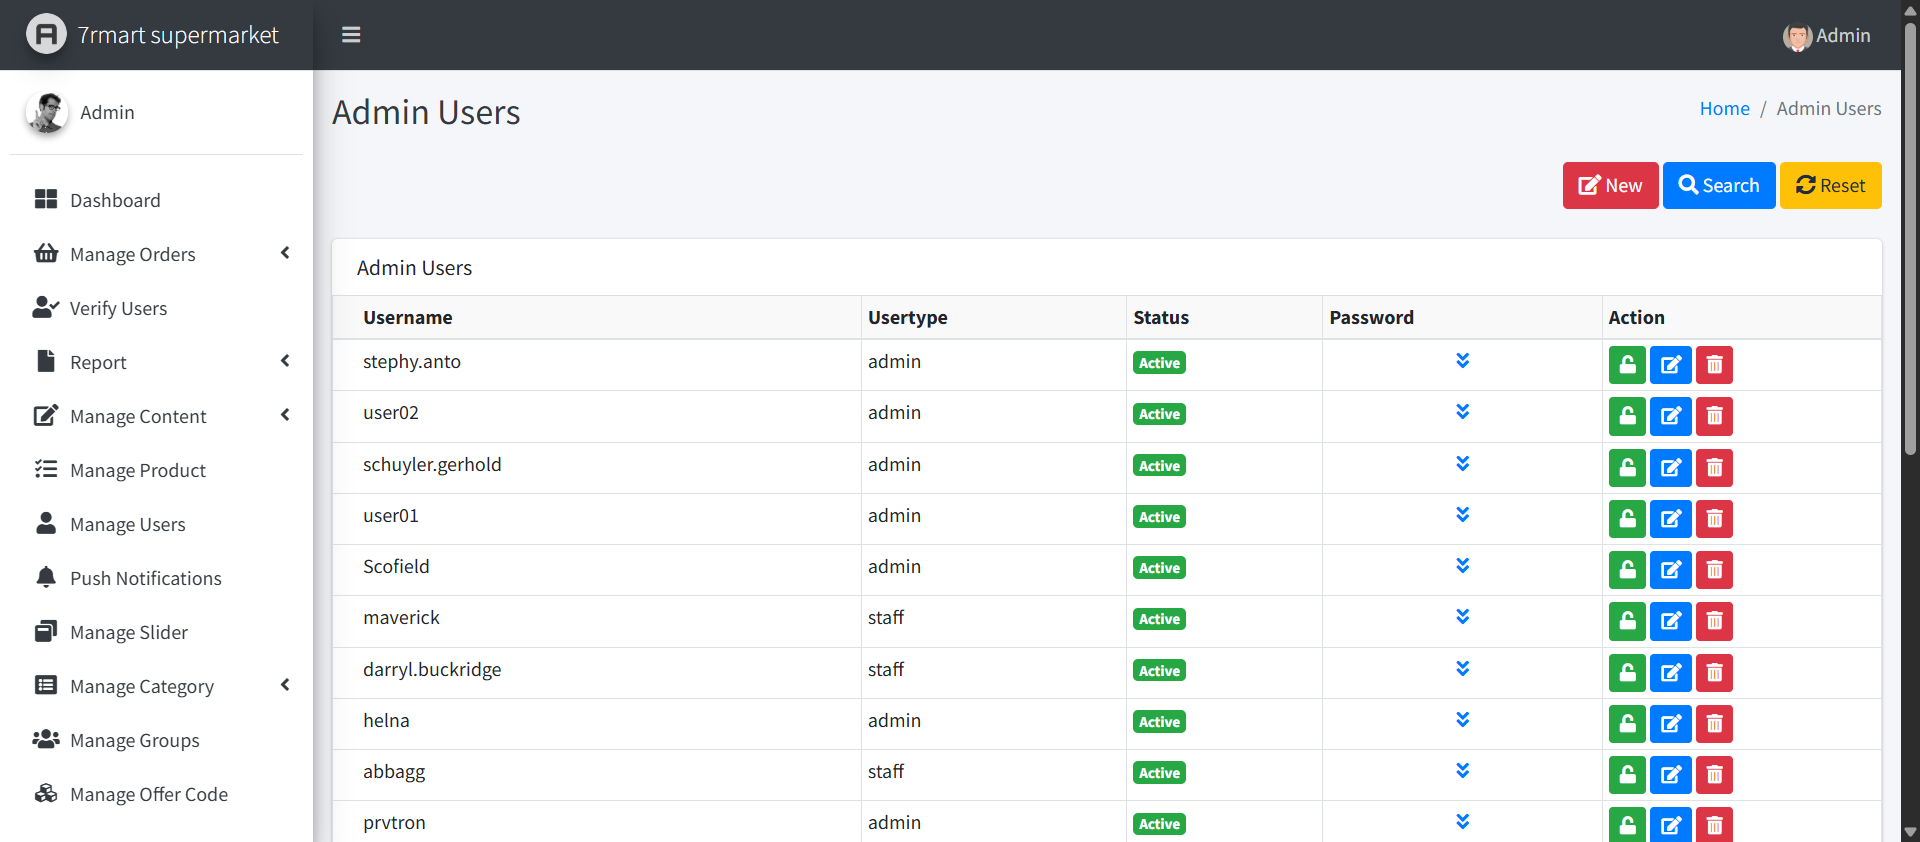 7rmart supermarket
Admin
Admin
Dashboard
Manage Orders
Verify Users
Report
Manage Content
Manage Product
Manage Users
Push Notifications
Manage Slider
Manage Category
Manage Groups
Manage Offer Code
Admin Users
Home / Admin Users
New Search Reset
Admin Users
Username Usertype Status Password Action
stephy.anto admin Active
user02 admin Active
schuyler.gerhold admin Active
user01 admin Active
Scofield admin Active
maverick staff Active
darryl.buckridge staff Active
helna admin Active
abbagg staff Active
prvtron admin Active